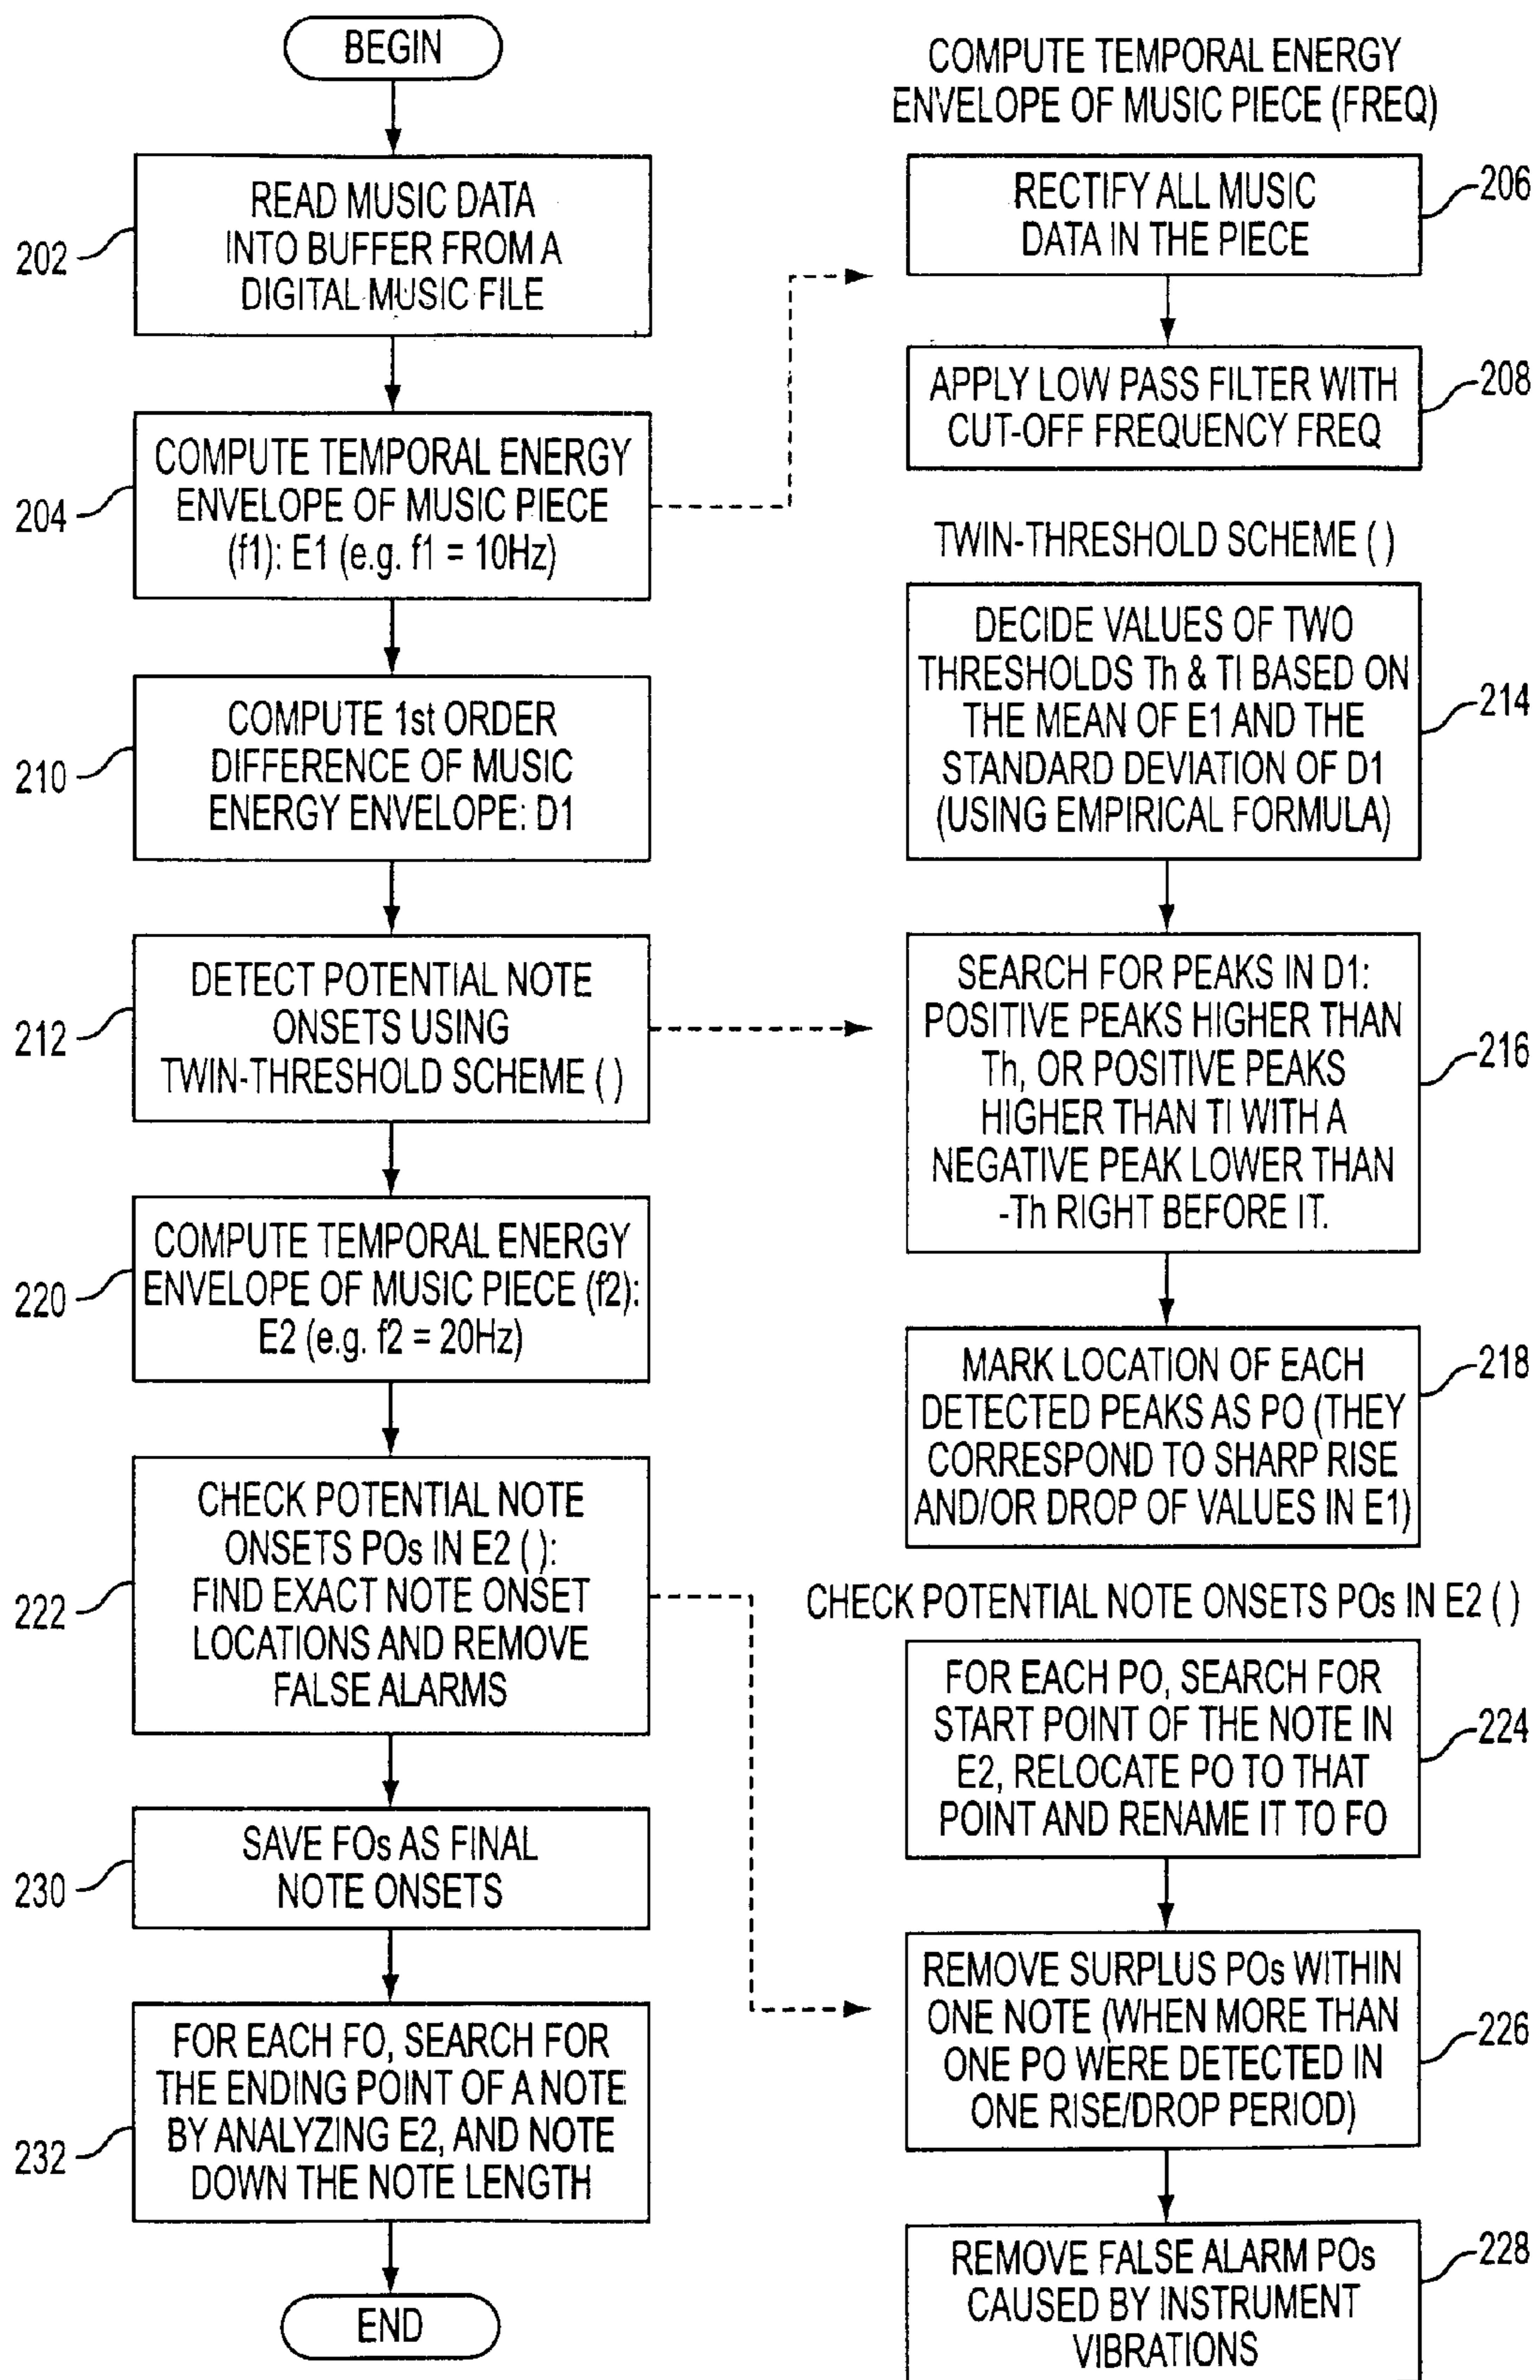 BEGIN
202
READ MUSIC DATA
INTO BUFFER FROM A
DIGITAL MUSIC FILE
204
COMPUTE TEMPORAL ENERGY
ENVELOPE OF MUSIC PIECE
(f1): E1 (e.g. f1 = 10Hz)
210
COMPUTE 1st ORDER
DIFFERENCE OF MUSIC
ENERGY ENVELOPE: D1
212
DETECT POTENTIAL NOTE
ONSETS USING
TWIN-THRESHOLD SCHEME ( )
220
COMPUTE TEMPORAL ENERGY
ENVELOPE OF MUSIC PIECE (f2):
E2 (e.g. f2 = 20Hz)
222
CHECK POTENTIAL NOTE
ONSETS POs IN E2 ( ):
FIND EXACT NOTE ONSET
LOCATIONS AND REMOVE
FALSE ALARMS
230
SAVE FOs AS FINAL
NOTE ONSETS
232
FOR EACH FO, SEARCH FOR
THE ENDING POINT OF A NOTE
BY ANALYZING E2, AND NOTE
DOWN THE NOTE LENGTH
END
COMPUTE TEMPORAL ENERGY
ENVELOPE OF MUSIC PIECE (FREQ)
RECTIFY ALL MUSIC
DATA IN THE PIECE
206
APPLY LOW PASS FILTER WITH
CUT-OFF FREQUENCY FREQ
208
TWIN-THRESHOLD SCHEME ( )
DECIDE VALUES OF TWO
THRESHOLDS Th & Tl BASED ON
THE MEAN OF E1 AND THE
STANDARD DEVIATION OF D1
(USING EMPIRICAL FORMULA)
214
SEARCH FOR PEAKS IN D1:
POSITIVE PEAKS HIGHER THAN
Th, OR POSITIVE PEAKS
HIGHER THAN Tl WITH A
NEGATIVE PEAK LOWER THAN
-Th RIGHT BEFORE IT.
216
MARK LOCATION OF EACH
DETECTED PEAKS AS PO (THEY
CORRESPOND TO SHARP RISE
AND/OR DROP OF VALUES IN E1)
218
CHECK POTENTIAL NOTE ONSETS POs IN E2 ( )
FOR EACH PO, SEARCH FOR
START POINT OF THE NOTE IN
E2, RELOCATE PO TO THAT
POINT AND RENAME IT TO FO
224
REMOVE SURPLUS POs WITHIN
ONE NOTE (WHEN MORE THAN
ONE PO WERE DETECTED IN
ONE RISE/DROP PERIOD)
226
REMOVE FALSE ALARM POs
CAUSED BY INSTRUMENT
VIBRATIONS
228